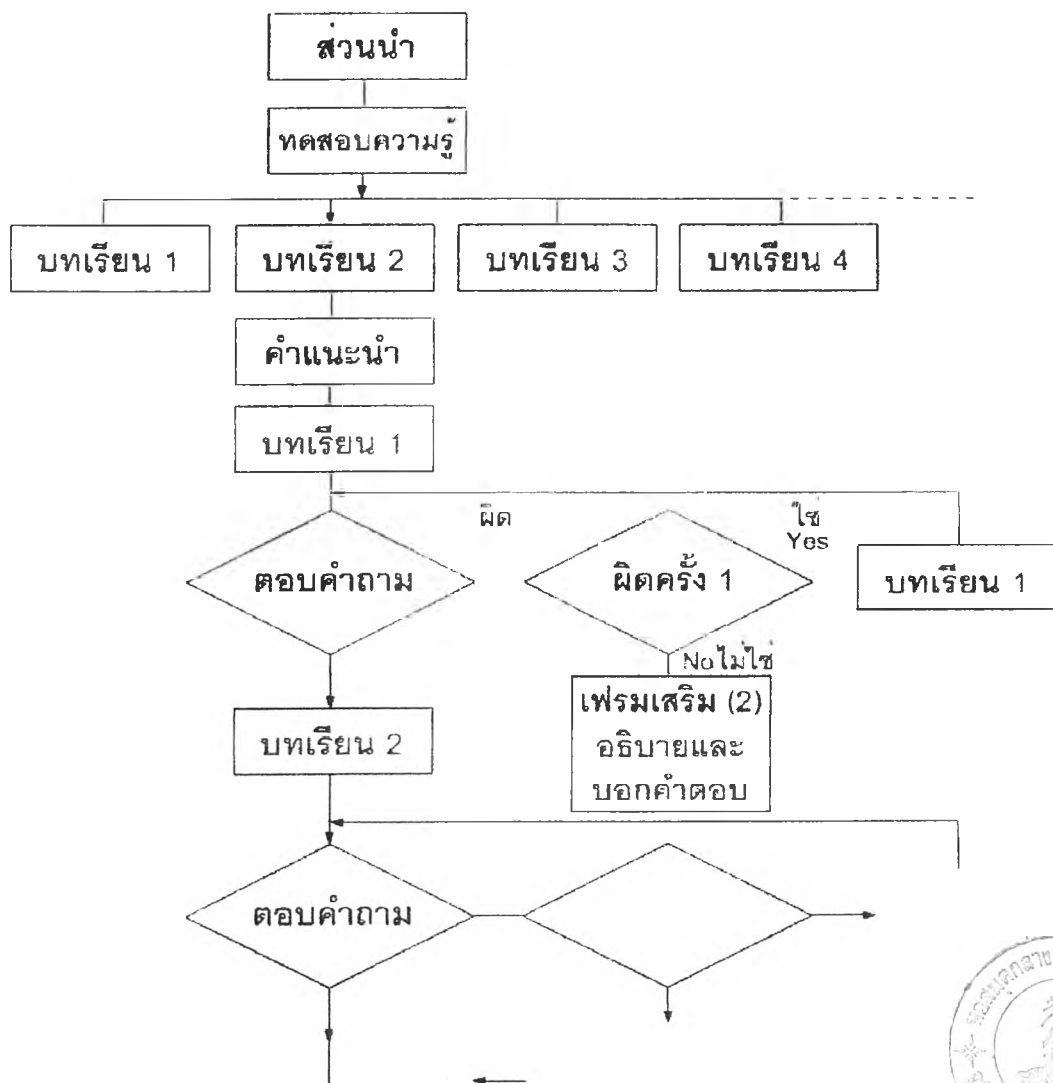 ส่วนนำ
ทดสอบความรู้
บทเรียน 1
บทเรียน 2
บทเรียน 3
บทเรียน 4
คำแนะนำ
บทเรียน 1
ผิด
ใช่
Yes
ตอบคำถาม
ผิดครั้ง 1
บทเรียน 1
No ไม่ใช่
เฟรมเสริม (2)
อธิบายและ
บอกคำตอบ
บทเรียน 2
ตอบคำถาม